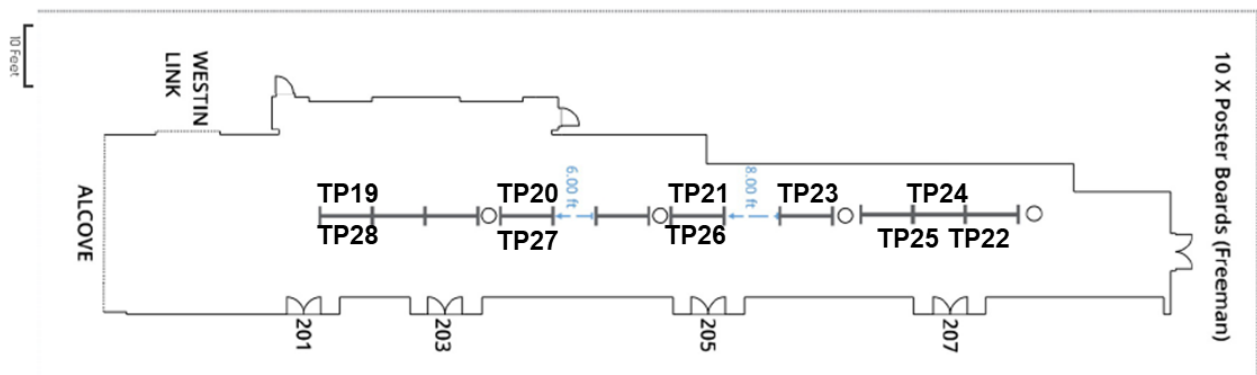 10 Feet
WESTIN
LINK
ALCOVE
TP19
TP28
TP20
TP27
6.00 ft
TP21
TP26
8.00 ft
TP23
TP24
TP25 TP22
201
203
205
207
10 X Poster Boards (Freeman)